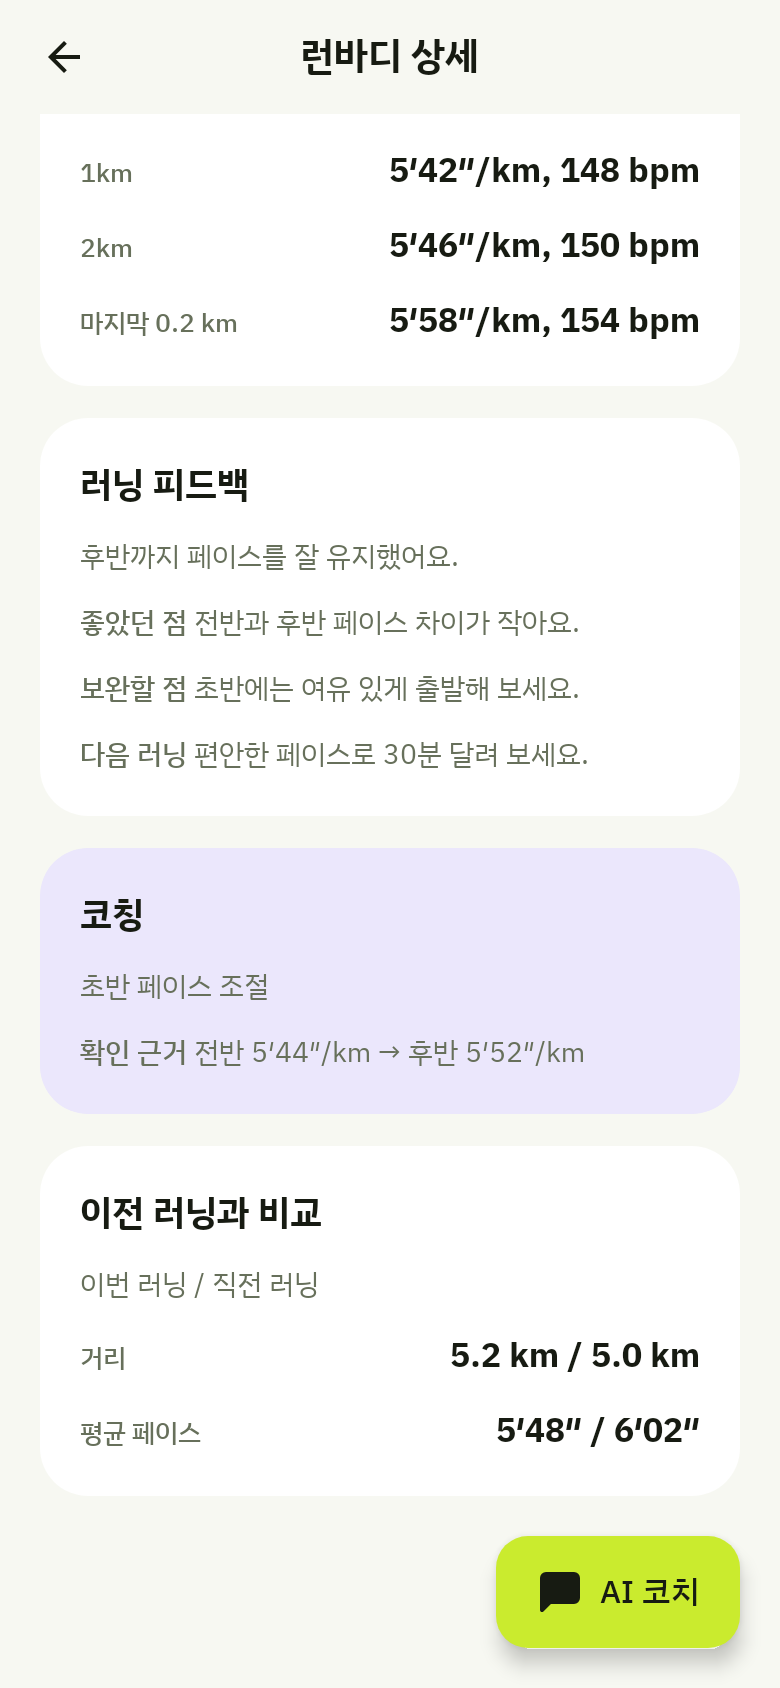 런바디 상세
1km 5′42″/km, 148 bpm
2km 5′46″/km, 150 bpm
마지막 0.2 km 5′58″/km, 154 bpm
러닝 피드백
후반까지 페이스를 잘 유지했어요.
좋았던 점 전반과 후반 페이스 차이가 작아요.
보완할 점 초반에는 여유 있게 출발해 보세요.
다음 러닝 편안한 페이스로 30분 달려 보세요.
코칭
초반 페이스 조절
확인 근거 전반 5′44″/km → 후반 5′52″/km
이전 러닝과 비교
이번 러닝 / 직전 러닝
거리 5.2 km / 5.0 km
평균 페이스 5′48″ / 6′02″
AI 코치